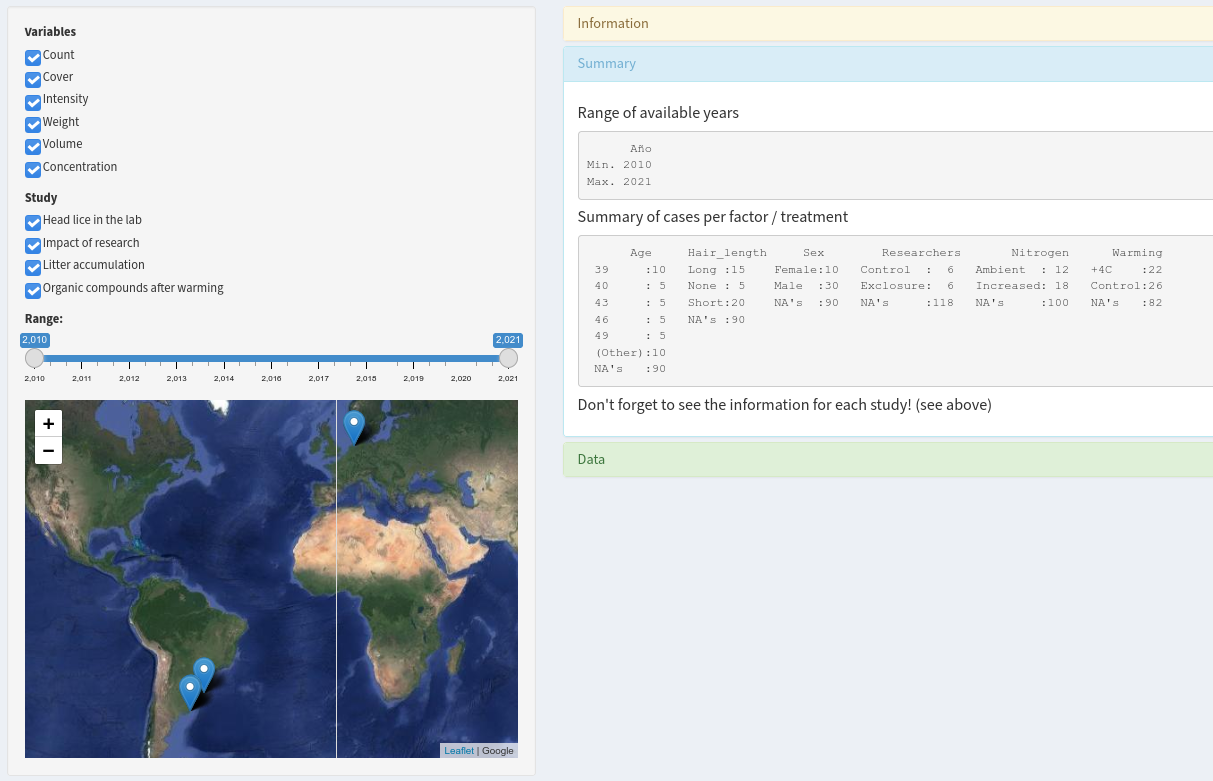 Variables
Count
Cover
Intensity
Weight
Volume
Concentration
Study
Head lice in the lab
Impact of research
Litter accumulation
Organic compounds after warming
Range:
2,010 2,021
2,010 2,011 2,012 2,013 2,014 2,016 2,017 2,018 2,019 2,020 2,021
+
−
Leaflet | Google
Information
Summary
Range of available years
Año
Min. 2010
Max. 2021
Summary of cases per factor / treatment
Age Hair_length Sex Researchers Nitrogen Warming
39 :10 Long :15 Female:10 Control : 6 Ambient : 12 +4C :22
40 : 5 None : 5 Male :30 Exclosure: 6 Increased: 18 Control:26
43 : 5 Short:20 NA's :90 NA's :118 NA's :100 NA's :82
46 : 5 NA's :90
49 : 5
(Other):10
NA's :90
Don't forget to see the information for each study! (see above)
Data